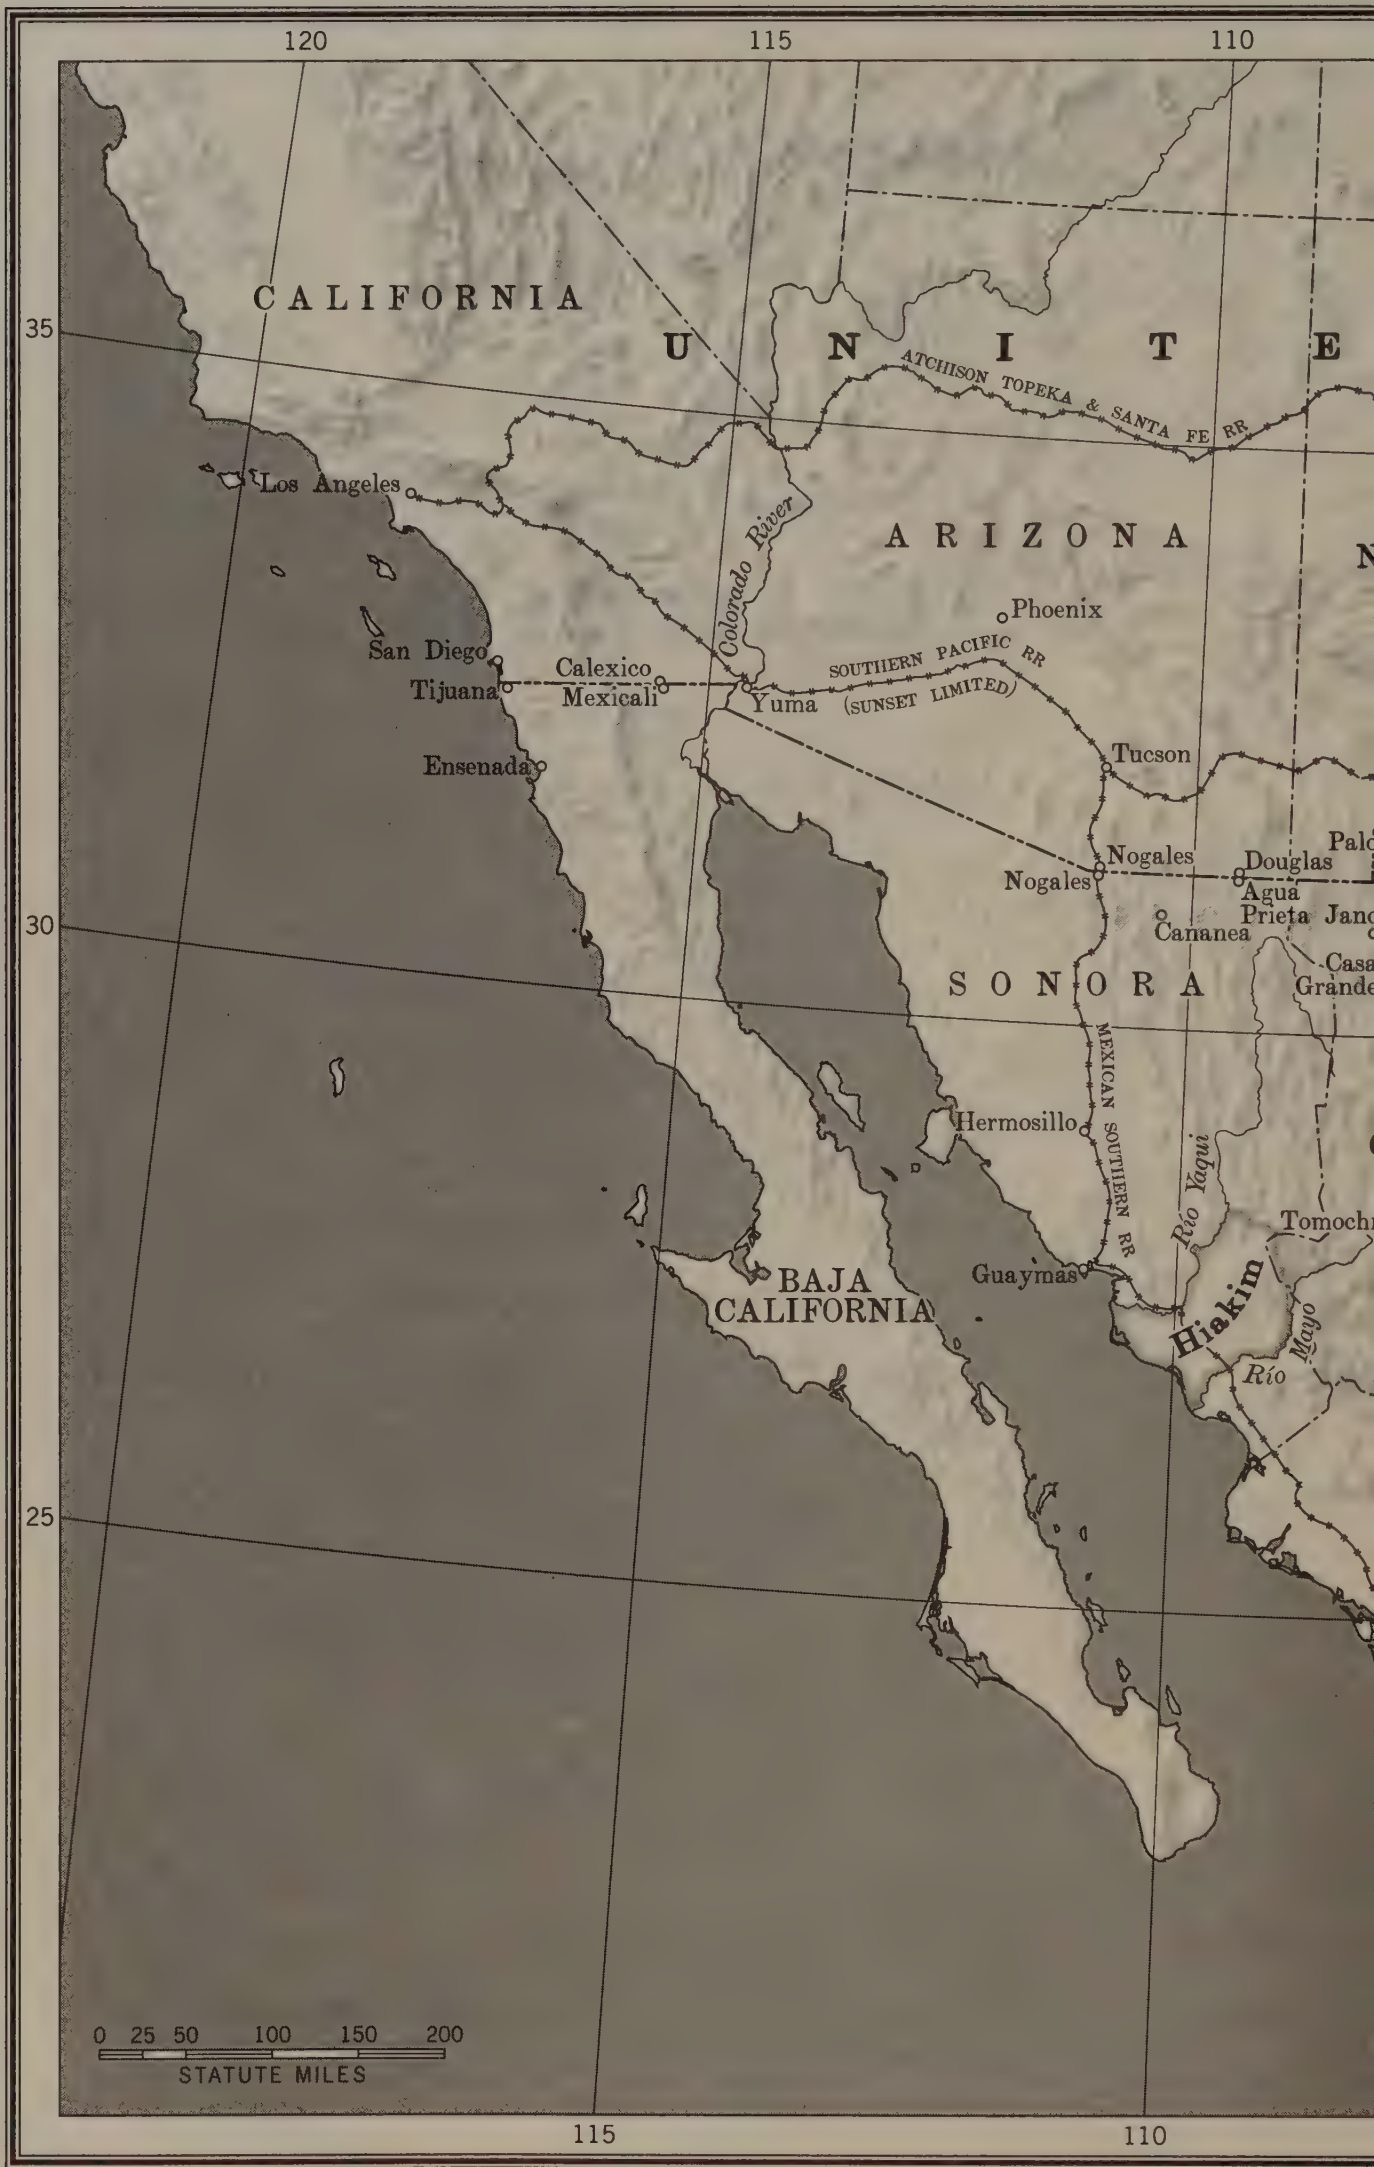 120 115 110
CALIFORNIA
35
U N I T E
ATCHISON TOPEKA & SANTA FE RR
Los Angeles
Colorado River
ARIZONA
N
Phoenix
San Diego
Calexico
SOUTHERN PACIFIC RR
(SUNSET LIMITED)
Tijuana
Mexicali
Yuma
Tucson
Ensenada
Palo
Nogales
Douglas
Nogales
Agua
Prieta
Jano
Cananea
30
Casa
Grande
SONORA
MEXICAN SOUTHERN RR
Hermosillo
Río Yaqui
Tomochi
Guaymas
BAJA
CALIFORNIA
Hiakim
Río Mayo
25
0 25 50 100 150 200
STATUTE MILES
115 110